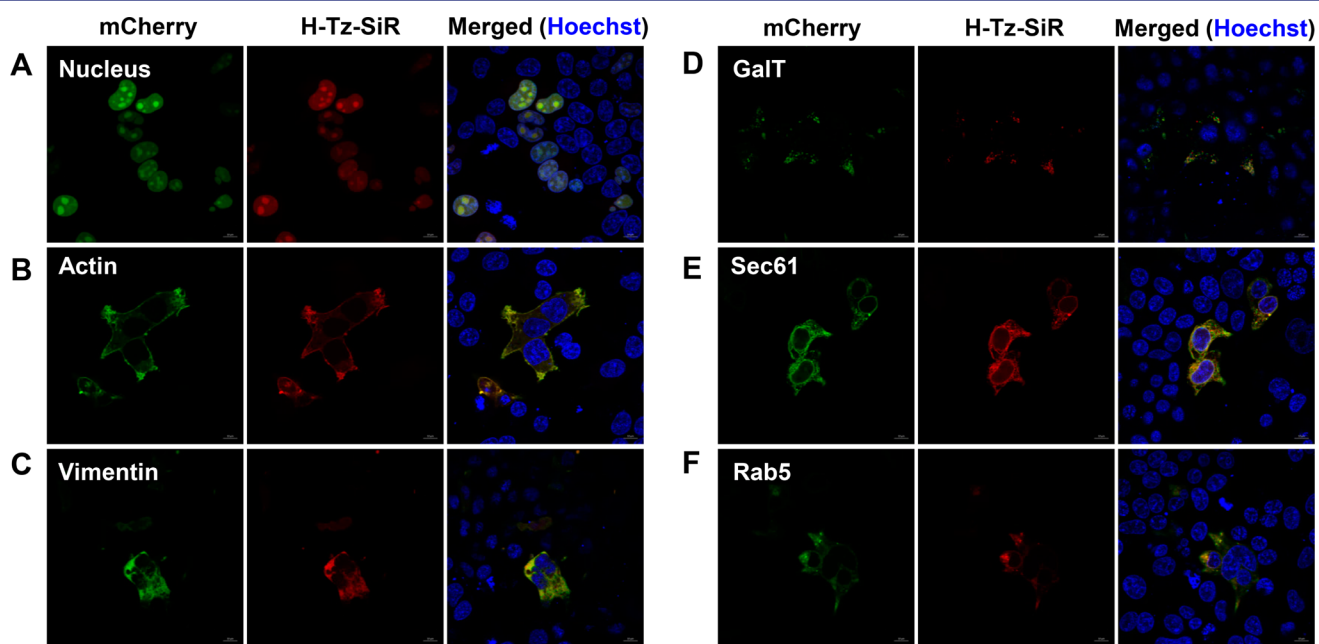 mCherry H-Tz-SiR Merged (Hoechst) mCherry H-Tz-SiR Merged (Hoechst)
A Nucleus
D GalT
B Actin
E Sec61
C Vimentin
F Rab5